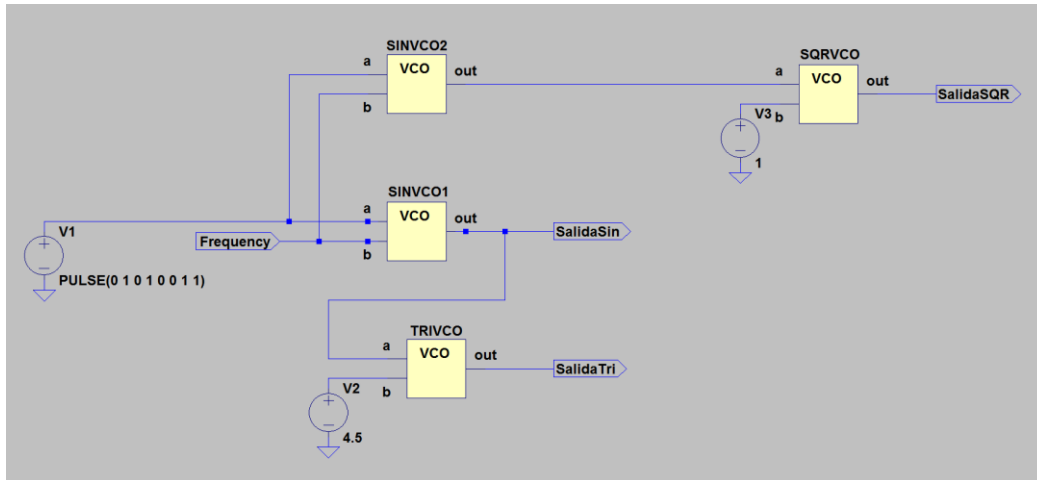 SINVCO2
a
VCO
out
b
SQRVCO
a
VCO
out
SalidaSQR
V3
b
1
SINVCO1
a
VCO
out
SalidaSin
V1
Frequency
b
PULSE(0 1 0 1 0 0 1 1)
TRIVCO
a
VCO
out
SalidaTri
V2
b
4.5